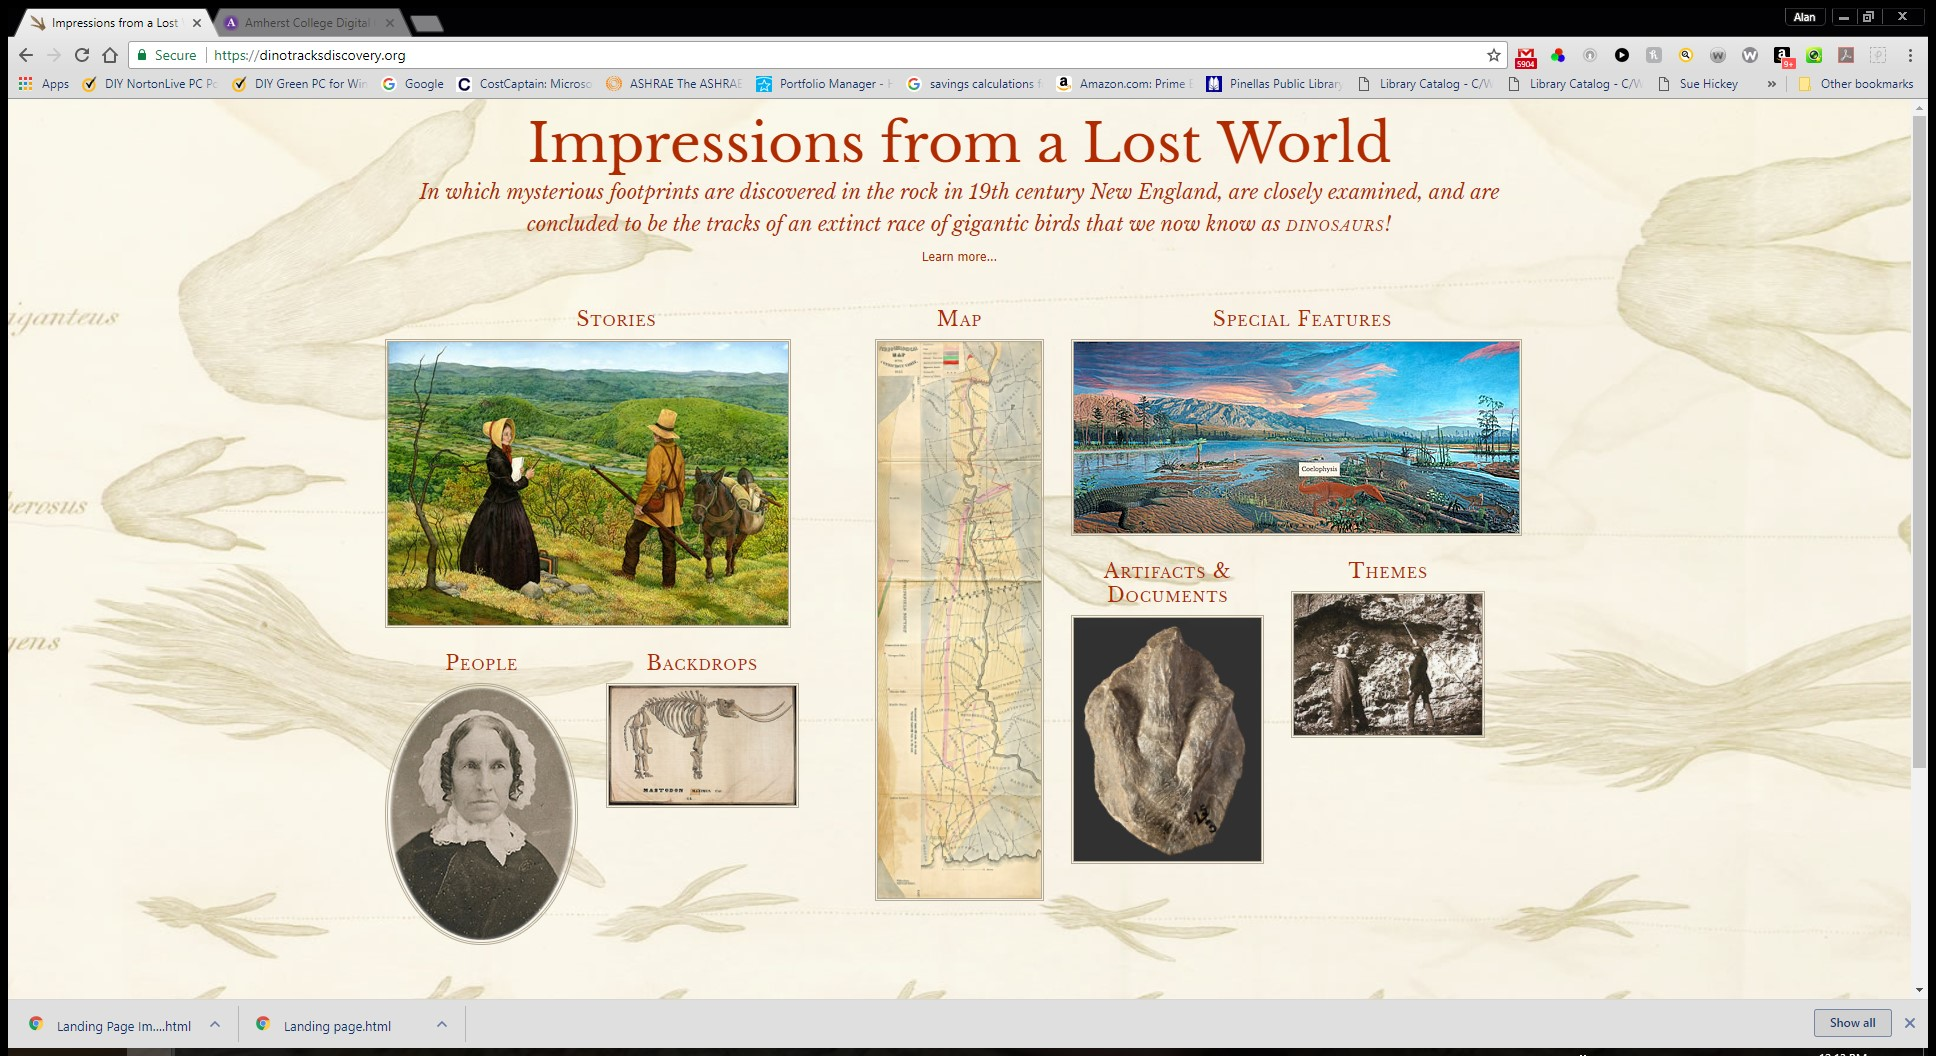 Impressions from a Lost
Amherst College Digital
Alan
Secure
https://dinotracksdiscovery.org
5904
9+
Apps
DIY NortonLive PC Po
DIY Green PC for Win
Google
CostCaptain: Microso
ASHRAE The ASHRAE
Portfolio Manager - H
savings calculations f
Amazon.com: Prime E
Pinellas Public Library
Library Catalog - C/W
Library Catalog - C/W
Sue Hickey
»
Other bookmarks
Impressions from a Lost World
In which mysterious footprints are discovered in the rock in 19th century New England, are closely examined, and are
concluded to be the tracks of an extinct race of gigantic birds that we now know as DINOSAURS!
Learn more...
iganteus
erosus
gens
Stories
Map
Special Features
MAP
Coelophysis
Artifacts &
Documents
Themes
People
Backdrops
MASTODON
Landing Page Im....html
Landing page.html
Show all